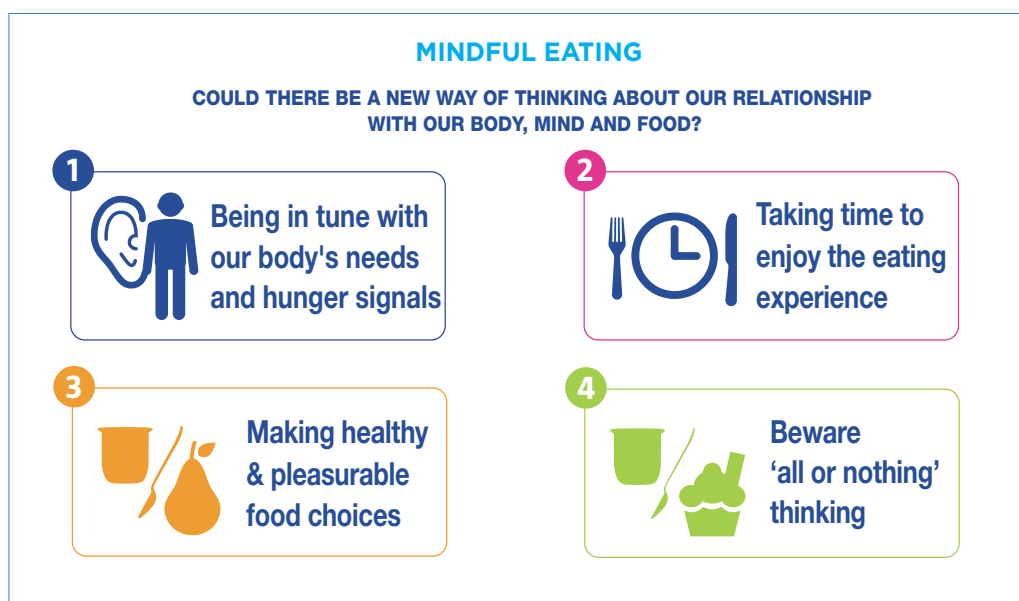 MINDFUL EATING
COULD THERE BE A NEW WAY OF THINKING ABOUT OUR RELATIONSHIP
WITH OUR BODY, MIND AND FOOD?
1
Being in tune with
our body's needs
and hunger signals
2
Taking time to
enjoy the eating
experience
3
Making healthy
& pleasurable
food choices
4
Beware
‘all or nothing’
thinking